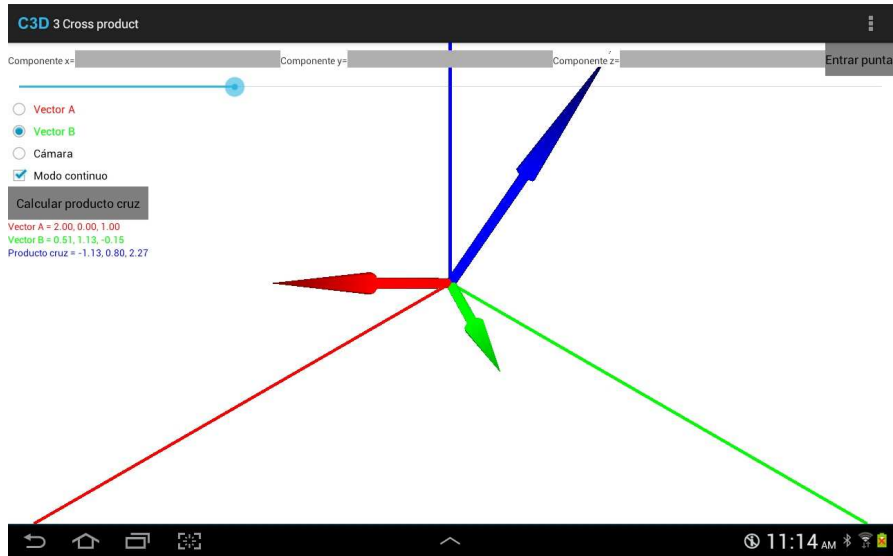 C3D 3 Cross product
Componente x= Componente y= Componente z= Entrar punta
Vector A
Vector B
Cámara
Modo continuo
Calcular producto cruz
Vector A = 2.00, 0.00, 1.00
Vector B = 0.51, 1.13, -0.15
Producto cruz = -1.13, 0.80, 2.27
11:14 AM